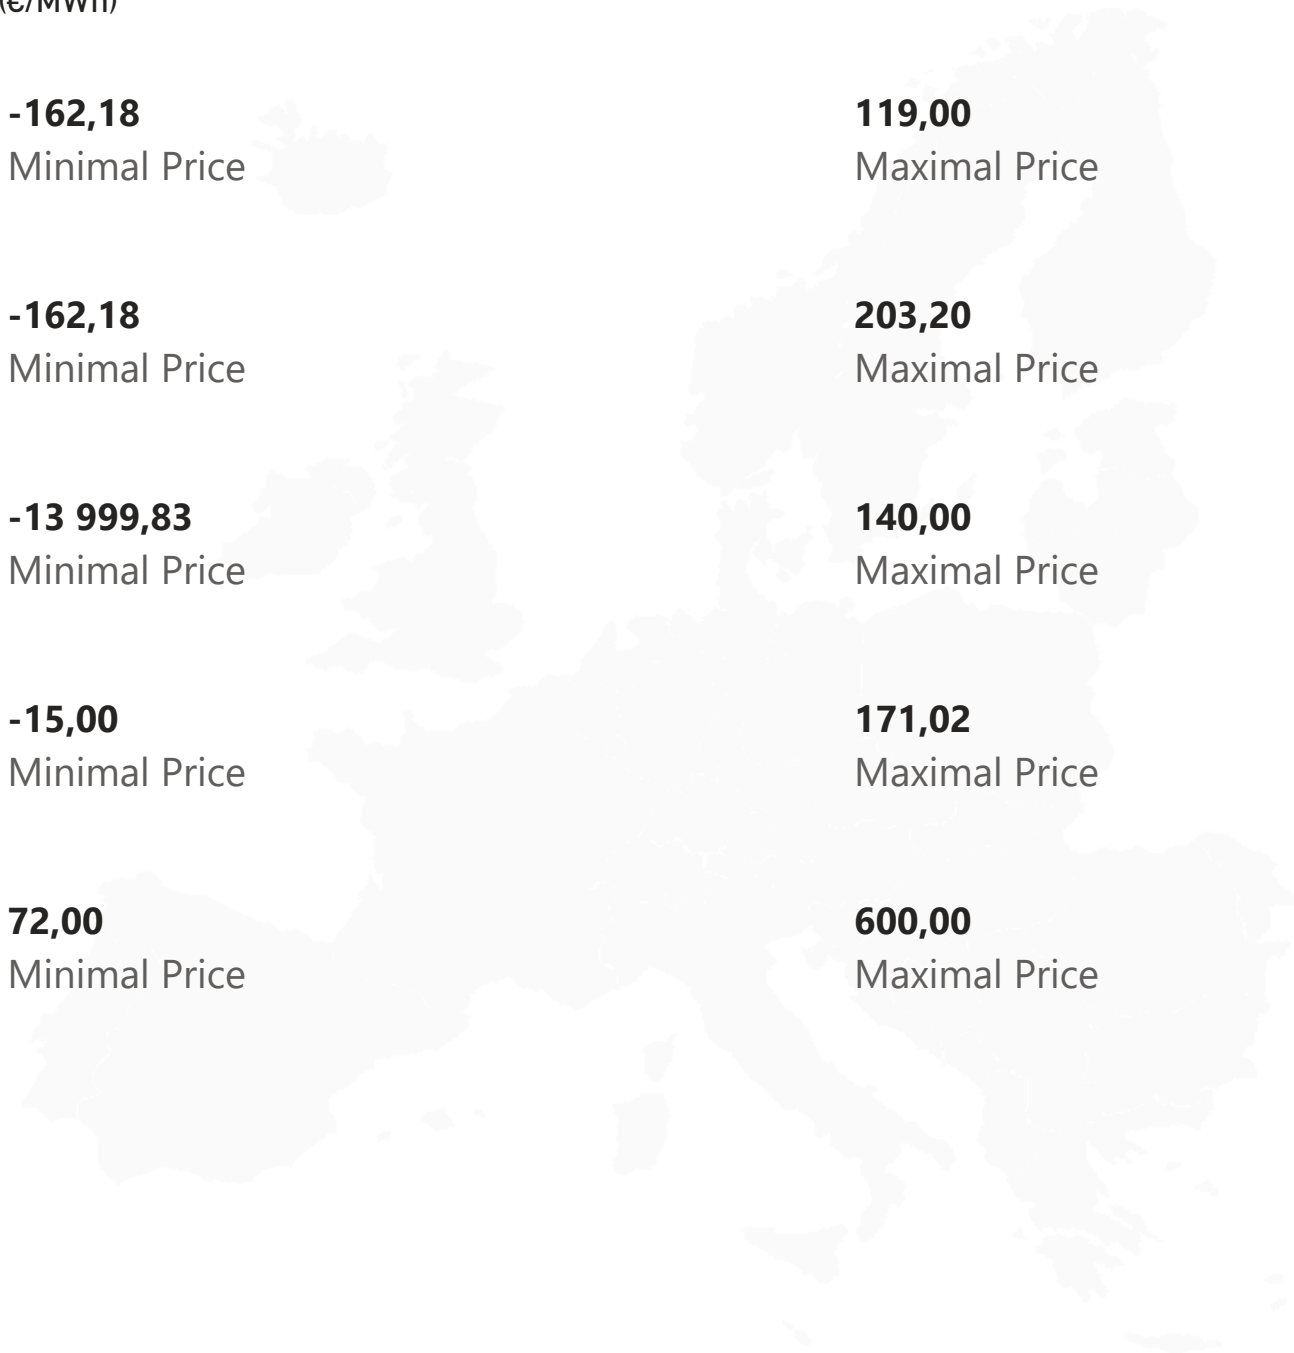 (€/MWh)
-162,18
Minimal Price
119,00
Maximal Price
-162,18
Minimal Price
203,20
Maximal Price
-13 999,83
Minimal Price
140,00
Maximal Price
-15,00
Minimal Price
171,02
Maximal Price
72,00
Minimal Price
600,00
Maximal Price